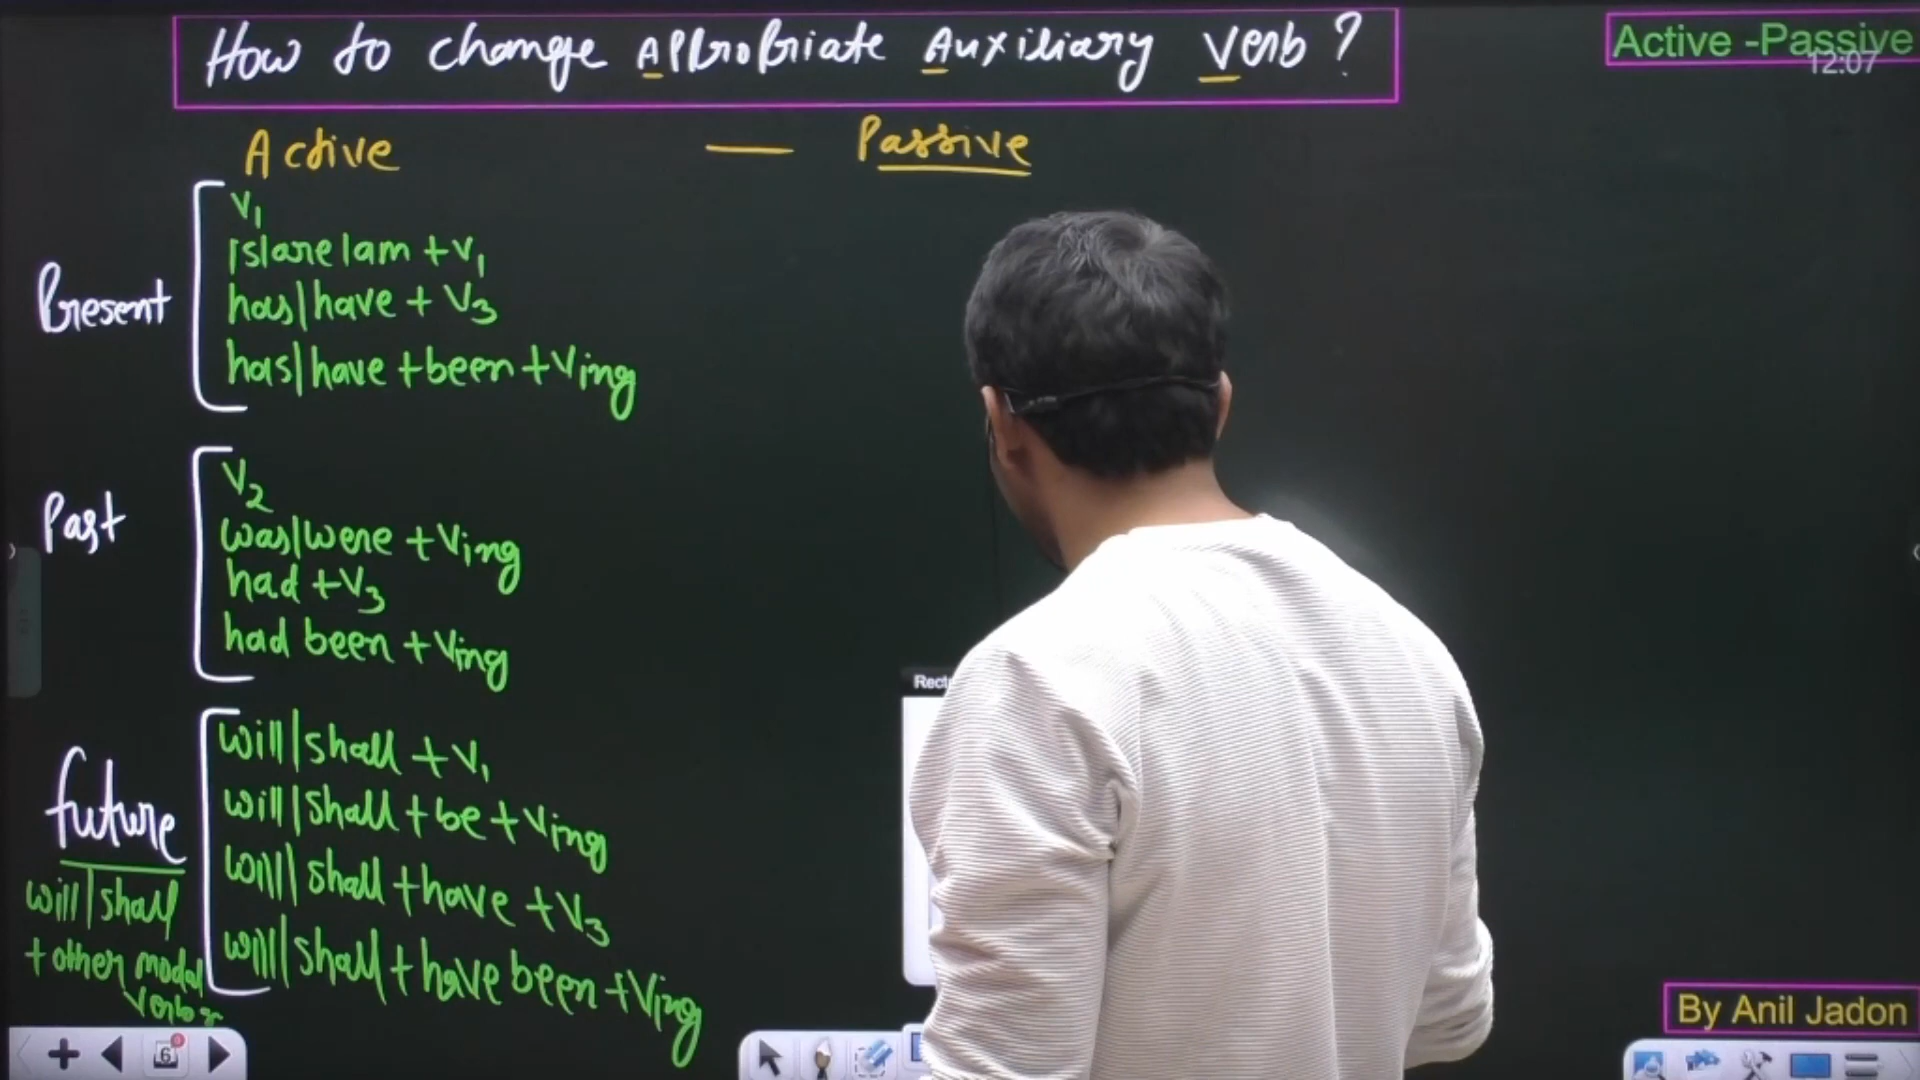 How to change Appropriate Auxiliary Verb ?
Active -Passive
12:07
Active — Passive
Present
V1
is|are|am + V1
has|have + V3
has|have + been + Ving
Past
V2
was|were + Ving
had + V3
had been + Ving
future
will|shall
+ other modal
verbs
will|shall + V1
will|shall + be + Ving
will|shall + have + V3
will|shall + have been + Ving
By Anil Jadon
6